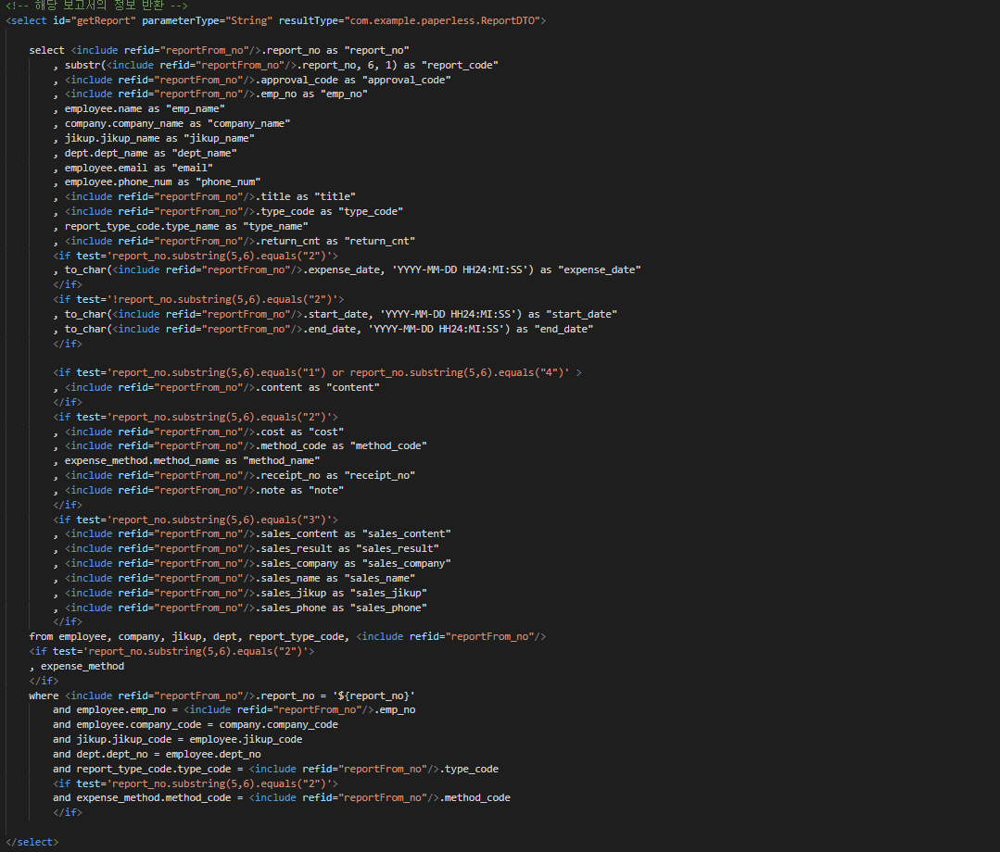 <!-- 해당 보고서의 정보 반환 -->
<select id="getReport" parameterType="String" resultType="com.example.paperless.ReportDTO">
select <include refid="reportFrom_no"/>.report_no as "report_no"
, substr(<include refid="reportFrom_no"/>.report_no, 6, 1) as "report_code"
, <include refid="reportFrom_no"/>.approval_code as "approval_code"
, <include refid="reportFrom_no"/>.emp_no as "emp_no"
, employee.name as "emp_name"
, company.company_name as "company_name"
, jikup.jikup_name as "jikup_name"
, dept.dept_name as "dept_name"
, employee.email as "email"
, employee.phone_num as "phone_num"
, <include refid="reportFrom_no"/>.title as "title"
, <include refid="reportFrom_no"/>.type_code as "type_code"
, report_type_code.type_name as "type_name"
, <include refid="reportFrom_no"/>.return_cnt as "return_cnt"
<if test='report_no.substring(5,6).equals("2")'>
, to_char(<include refid="reportFrom_no"/>.expense_date, 'YYYY-MM-DD HH24:MI:SS') as "expense_date"
</if>
<if test='!report_no.substring(5,6).equals("2")'>
, to_char(<include refid="reportFrom_no"/>.start_date, 'YYYY-MM-DD HH24:MI:SS') as "start_date"
, to_char(<include refid="reportFrom_no"/>.end_date, 'YYYY-MM-DD HH24:MI:SS') as "end_date"
</if>
<if test='report_no.substring(5,6).equals("1") or report_no.substring(5,6).equals("4")' >
, <include refid="reportFrom_no"/>.content as "content"
</if>
<if test='report_no.substring(5,6).equals("2")'>
, <include refid="reportFrom_no"/>.cost as "cost"
, <include refid="reportFrom_no"/>.method_code as "method_code"
, expense_method.method_name as "method_name"
, <include refid="reportFrom_no"/>.receipt_no as "receipt_no"
, <include refid="reportFrom_no"/>.note as "note"
</if>
<if test='report_no.substring(5,6).equals("3")'>
, <include refid="reportFrom_no"/>.sales_content as "sales_content"
, <include refid="reportFrom_no"/>.sales_result as "sales_result"
, <include refid="reportFrom_no"/>.sales_company as "sales_company"
, <include refid="reportFrom_no"/>.sales_name as "sales_name"
, <include refid="reportFrom_no"/>.sales_jikup as "sales_jikup"
, <include refid="reportFrom_no"/>.sales_phone as "sales_phone"
</if>
from employee, company, jikup, dept, report_type_code, <include refid="reportFrom_no"/>
<if test='report_no.substring(5,6).equals("2")'>
, expense_method
</if>
where <include refid="reportFrom_no"/>.report_no = '${report_no}'
and employee.emp_no = <include refid="reportFrom_no"/>.emp_no
and employee.company_code = company.company_code
and jikup.jikup_code = employee.jikup_code
and dept.dept_no = employee.dept_no
and report_type_code.type_code = <include refid="reportFrom_no"/>.type_code
<if test='report_no.substring(5,6).equals("2")'>
and expense_method.method_code = <include refid="reportFrom_no"/>.method_code
</if>
</select>